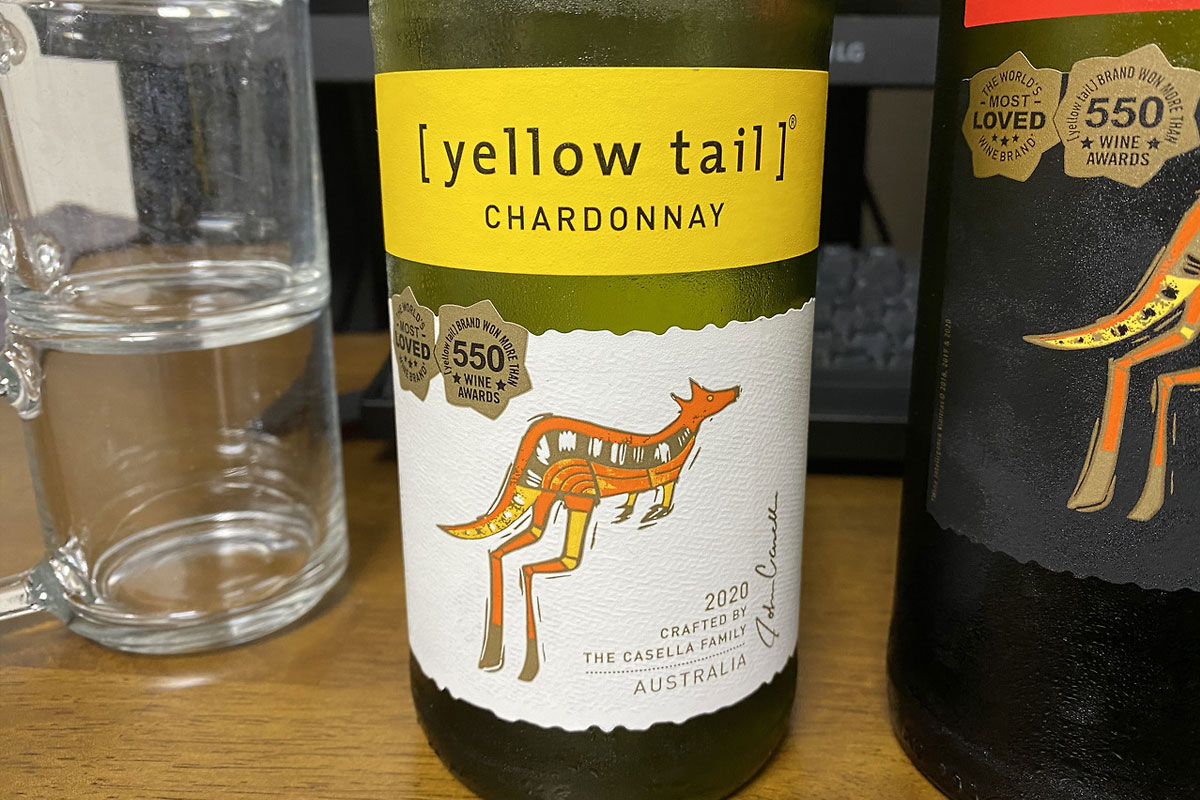 [yellow tail]®
CHARDONNAY
THE WORLD'S
MOST
LOVED
WINE BRAND
[yellow tail] BRAND WON MORE THAN
550
WINE
AWARDS
2020
CRAFTED BY
THE CASELLA FAMILY
AUSTRALIA
John Casella
LG
THE WORLD'S
- MOST -
LOVED
WINE BRAND
[yellow tail] BRAND WON MORE THAN
550
WINE
AWARDS